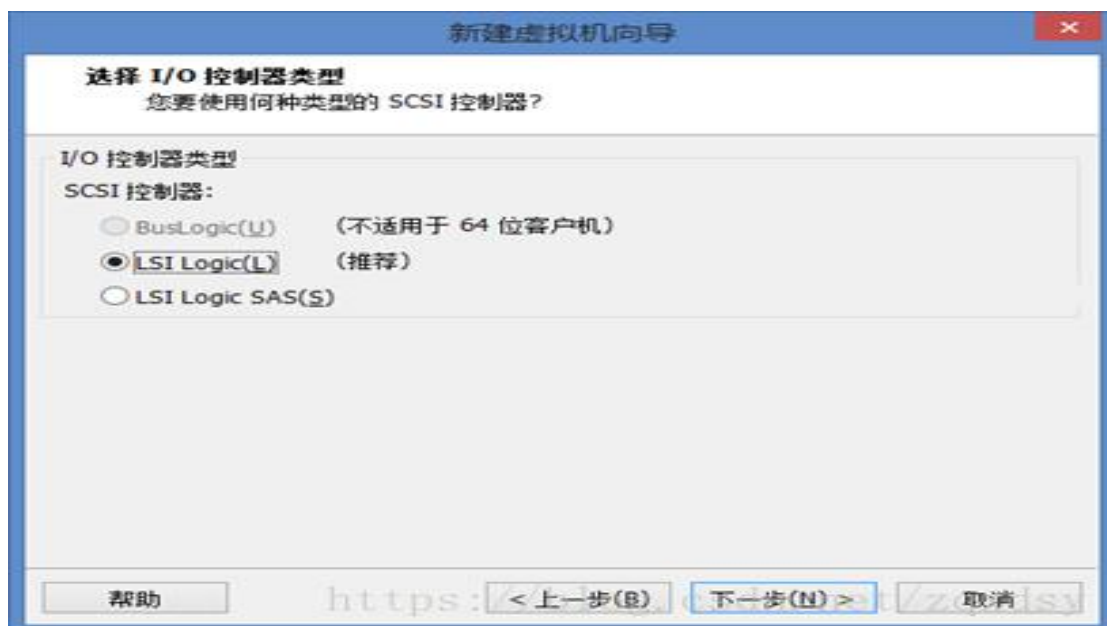 新建虚拟机向导
选择 I/O 控制器类型
您要使用何种类型的 SCSI 控制器?
I/O 控制器类型
SCSI 控制器:
BusLogic(U) (不适用于 64 位客户机)
LSI Logic(L) (推荐)
LSI Logic SAS(S)
帮助 < 上一步(B) 下一步(N) > 取消
https:/